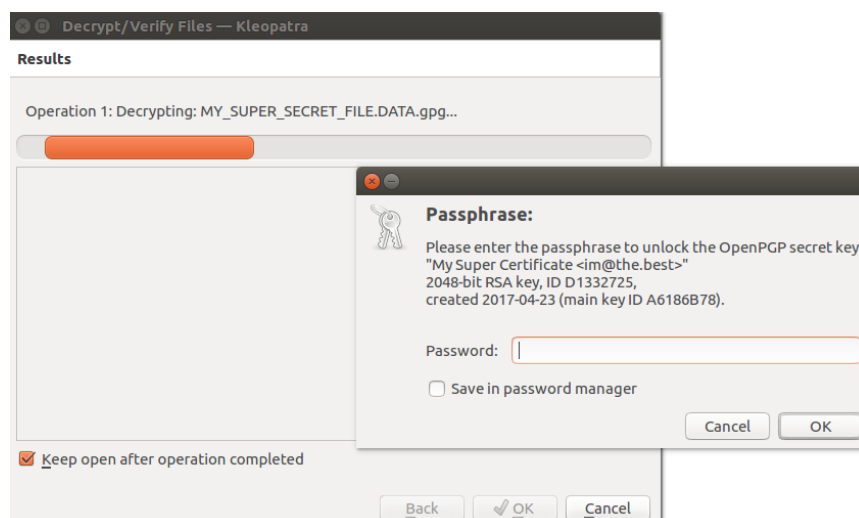 Decrypt/Verify Files — Kleopatra
Results
Operation 1: Decrypting: MY_SUPER_SECRET_FILE.DATA.gpg...
Passphrase:
Please enter the passphrase to unlock the OpenPGP secret key
"My Super Certificate <im@the.best>"
2048-bit RSA key, ID D1332725,
created 2017-04-23 (main key ID A6186B78).
Password:
Save in password manager
Cancel OK
Keep open after operation completed
Back OK Cancel